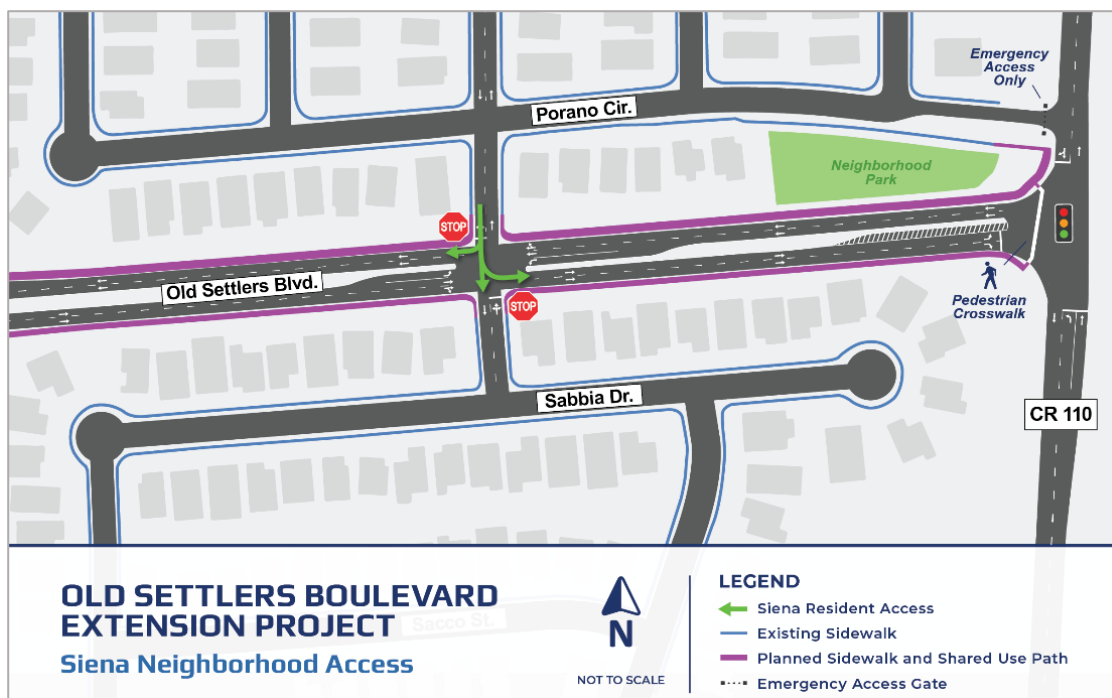 Emergency
Access
Only
Porano Cir.
Neighborhood
Park
STOP
Old Settlers Blvd.
STOP
Pedestrian
Crosswalk
Sabbia Dr.
CR 110
OLD SETTLERS BOULEVARD
EXTENSION PROJECT
Sacco St.
Siena Neighborhood Access
N
NOT TO SCALE
LEGEND
Siena Resident Access
Existing Sidewalk
Planned Sidewalk and Shared Use Path
Emergency Access Gate